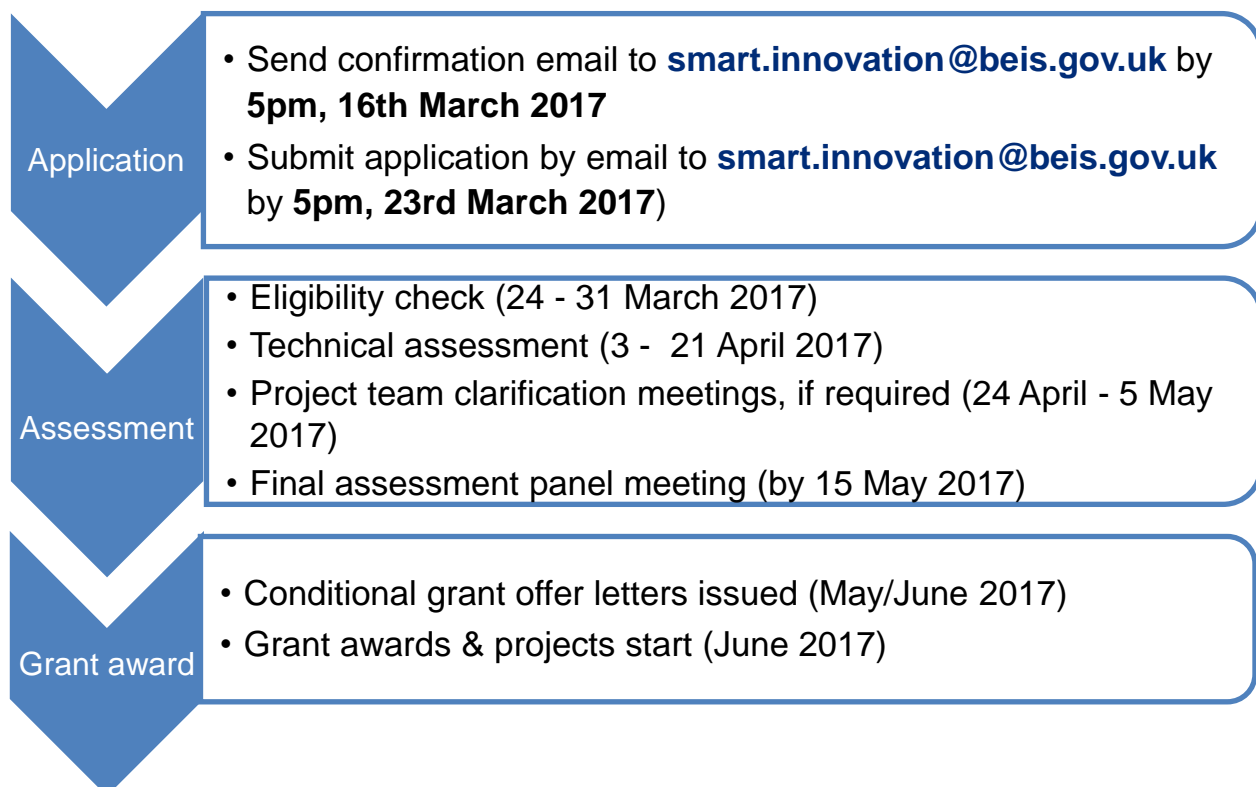 Application
• Send confirmation email to smart.innovation@beis.gov.uk by
5pm, 16th March 2017
• Submit application by email to smart.innovation@beis.gov.uk
by 5pm, 23rd March 2017)
Assessment
• Eligibility check (24 - 31 March 2017)
• Technical assessment (3 - 21 April 2017)
• Project team clarification meetings, if required (24 April - 5 May
2017)
• Final assessment panel meeting (by 15 May 2017)
Grant award
• Conditional grant offer letters issued (May/June 2017)
• Grant awards & projects start (June 2017)